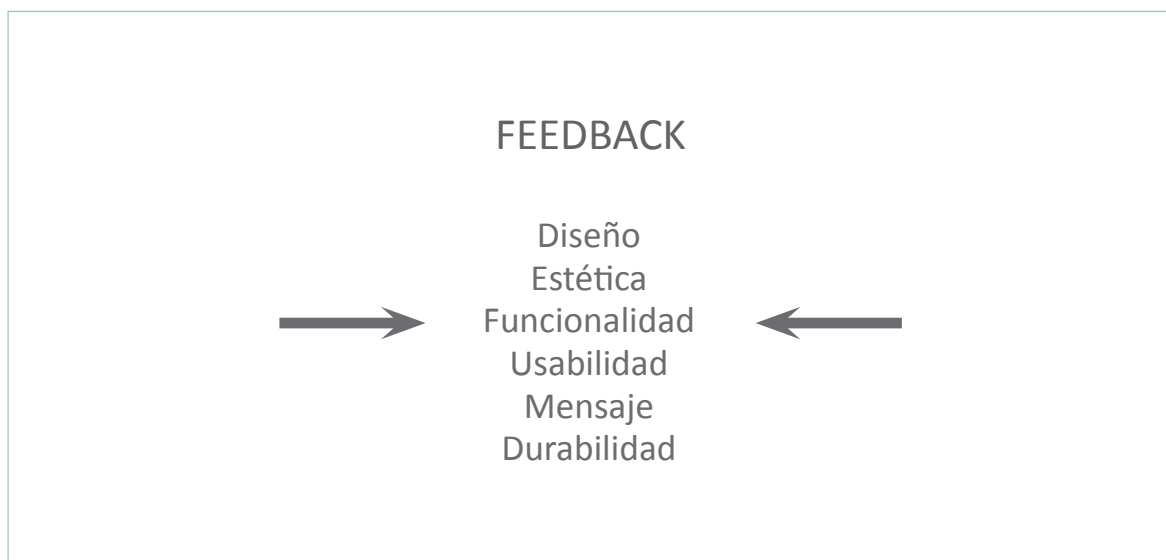 FEEDBACK
Diseño
Estética
Funcionalidad
Usabilidad
Mensaje
Durabilidad